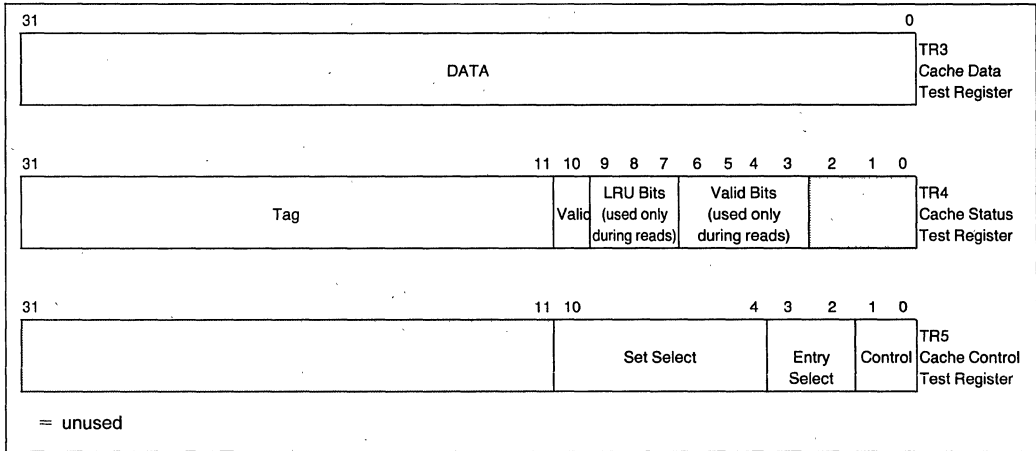 31 0
DATA
TR3
Cache Data
Test Register
31 11 10 9 8 7 6 5 4 3 2 1 0
Tag
Valid
LRU Bits
(used only
during reads)
Valid Bits
(used only
during reads)
TR4
Cache Status
Test Register
31 11 10 4 3 2 1 0
Set Select
Entry
Select
Control
TR5
Cache Control
Test Register
= unused